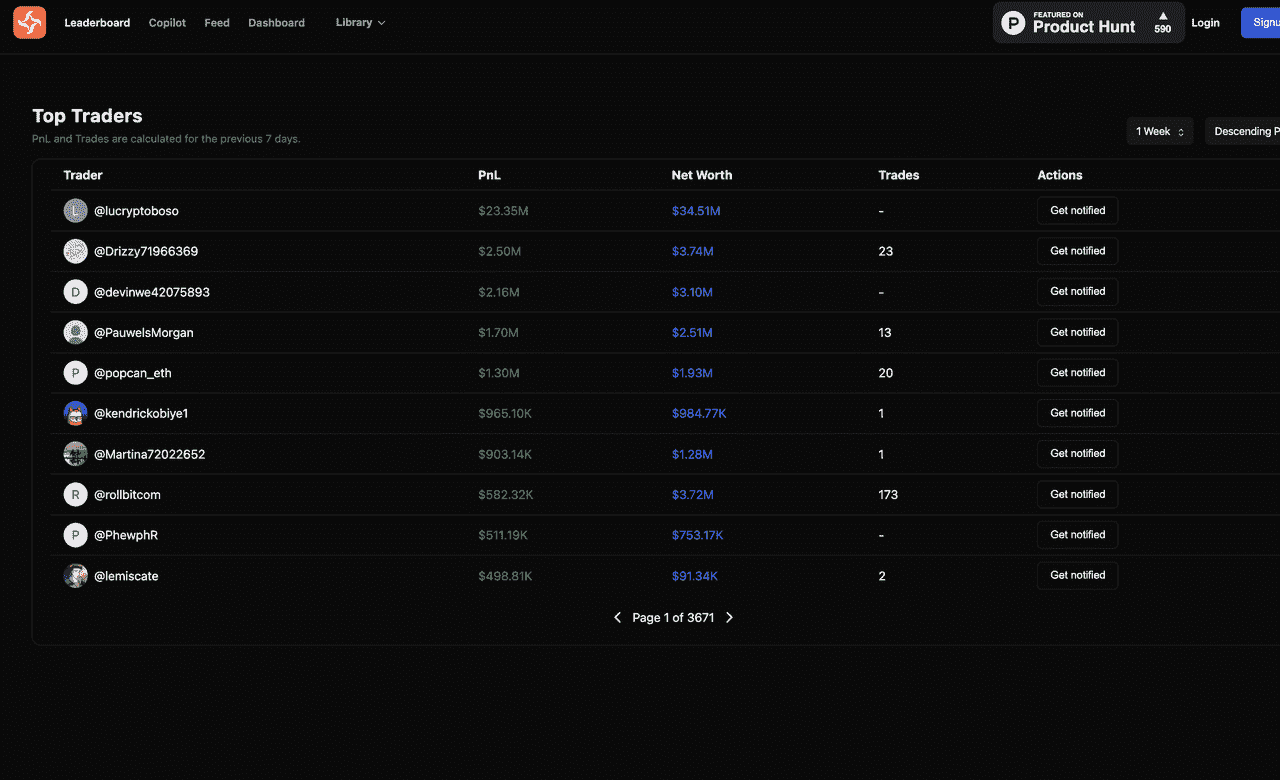 Leaderboard Copilot Feed Dashboard Library
P FEATURED ON Product Hunt 590 Login Signu
Top Traders
PnL and Trades are calculated for the previous 7 days.
1 Week Descending P
Trader PnL Net Worth Trades Actions
L @lucryptoboso $23.35M $34.51M - Get notified
@Drizzy71966369 $2.50M $3.74M 23 Get notified
D @devinwe42075893 $2.16M $3.10M - Get notified
@PauwelsMorgan $1.70M $2.51M 13 Get notified
P @popcan_eth $1.30M $1.93M 20 Get notified
@kendrickobiye1 $965.10K $984.77K 1 Get notified
@Martina72022652 $903.14K $1.28M 1 Get notified
R @rollbitcom $582.32K $3.72M 173 Get notified
P @PhewphR $511.19K $753.17K - Get notified
@lemiscate $498.81K $91.34K 2 Get notified
Page 1 of 3671